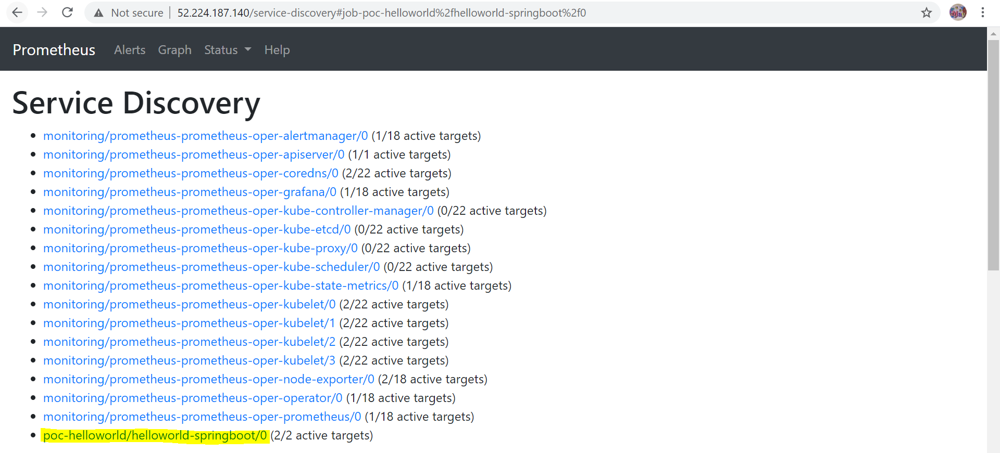 Not secure | 52.224.187.140/service-discovery#job-poc-helloworld%2fhelloworld-springboot%2f0
Prometheus Alerts Graph Status Help
Service Discovery
monitoring/prometheus-prometheus-oper-alertmanager/0 (1/18 active targets)
monitoring/prometheus-prometheus-oper-apiserver/0 (1/1 active targets)
monitoring/prometheus-prometheus-oper-coredns/0 (2/22 active targets)
monitoring/prometheus-prometheus-oper-grafana/0 (1/18 active targets)
monitoring/prometheus-prometheus-oper-kube-controller-manager/0 (0/22 active targets)
monitoring/prometheus-prometheus-oper-kube-etcd/0 (0/22 active targets)
monitoring/prometheus-prometheus-oper-kube-proxy/0 (0/22 active targets)
monitoring/prometheus-prometheus-oper-kube-scheduler/0 (0/22 active targets)
monitoring/prometheus-prometheus-oper-kube-state-metrics/0 (1/18 active targets)
monitoring/prometheus-prometheus-oper-kubelet/0 (2/22 active targets)
monitoring/prometheus-prometheus-oper-kubelet/1 (2/22 active targets)
monitoring/prometheus-prometheus-oper-kubelet/2 (2/22 active targets)
monitoring/prometheus-prometheus-oper-kubelet/3 (2/22 active targets)
monitoring/prometheus-prometheus-oper-node-exporter/0 (2/18 active targets)
monitoring/prometheus-prometheus-oper-operator/0 (1/18 active targets)
monitoring/prometheus-prometheus-oper-prometheus/0 (1/18 active targets)
poc-helloworld/helloworld-springboot/0 (2/2 active targets)